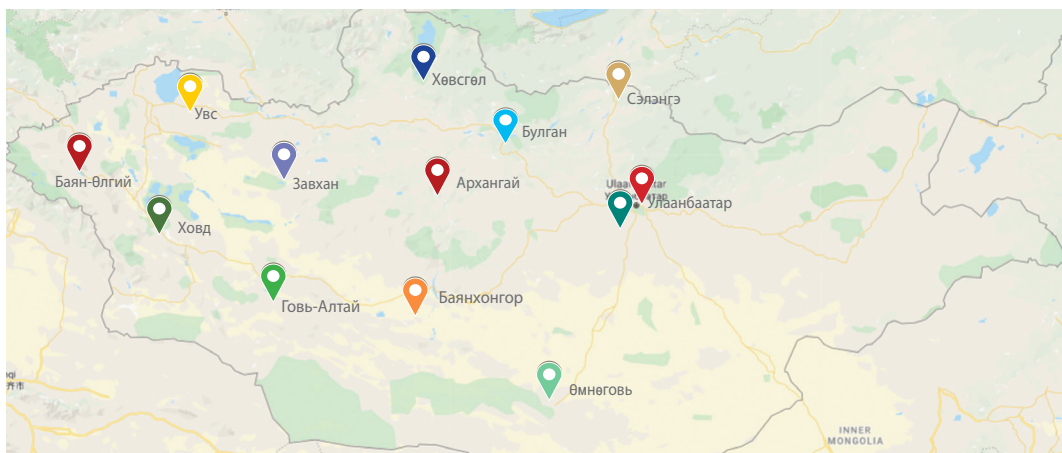 Хөвсгөл
Сэлэнгэ
Увс
Булган
Баян-Өлгий
Завхан
Архангай
Улаанбаатар
Ховд
Говь-Алтай
Баянхонгор
Өмнөговь
INNER
MONGOLIA